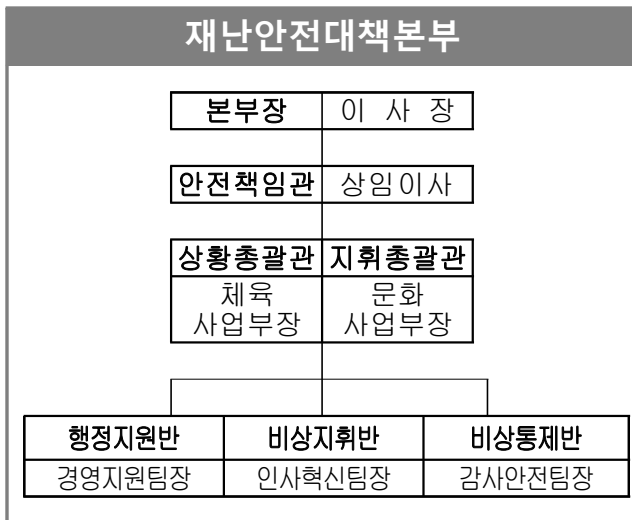 재난안전대책본부
본부장 이 사 장
안전책임관 상임이사
상황총괄관 지휘총괄관
체육 문화
사업부장 사업부장
행정지원반 비상지휘반 비상통제반
경영지원팀장 인사혁신팀장 감사안전팀장